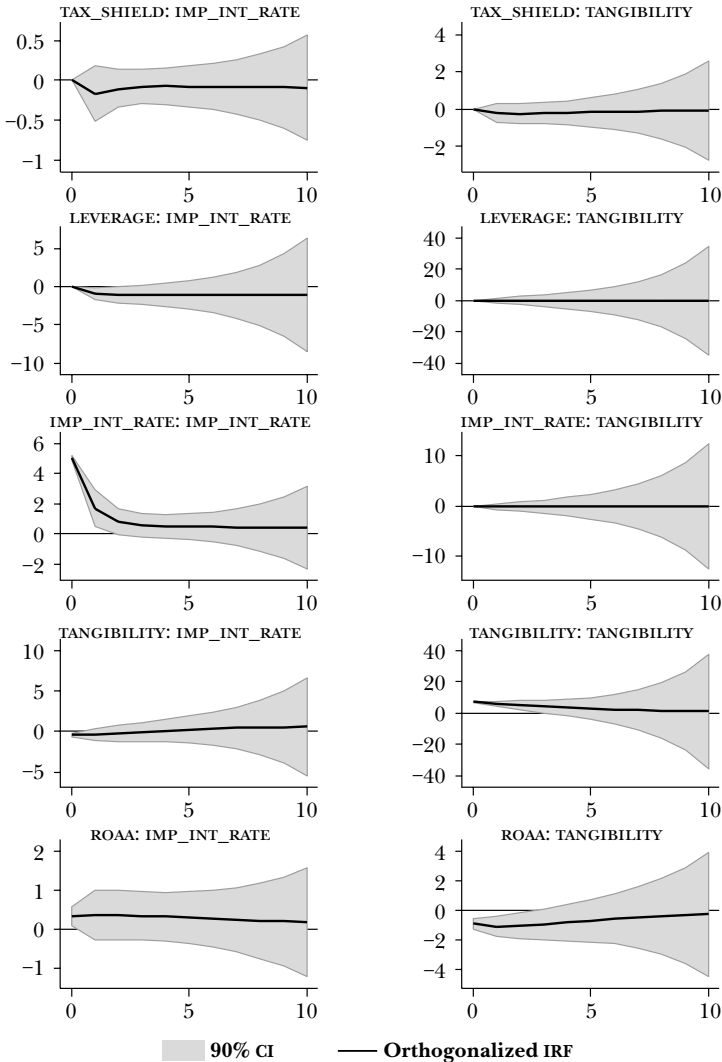 TAX_SHIELD: IMP_INT_RATE
0.5
0
−0.5
−1
0 5 10
TAX_SHIELD: TANGIBILITY
4
2
0
−2
0 5 10
LEVERAGE: IMP_INT_RATE
5
0
−5
−10
0 5 10
LEVERAGE: TANGIBILITY
40
20
0
−20
−40
0 5 10
IMP_INT_RATE: IMP_INT_RATE
6
4
2
0
−2
0 5 10
IMP_INT_RATE: TANGIBILITY
10
0
−10
0 5 10
TANGIBILITY: IMP_INT_RATE
10
5
0
−5
0 5 10
TANGIBILITY: TANGIBILITY
40
20
0
−20
−40
0 5 10
ROAA: IMP_INT_RATE
2
1
0
−1
0 5 10
ROAA: TANGIBILITY
4
2
0
−2
−4
0 5 10
90% CI Orthogonalized IRF